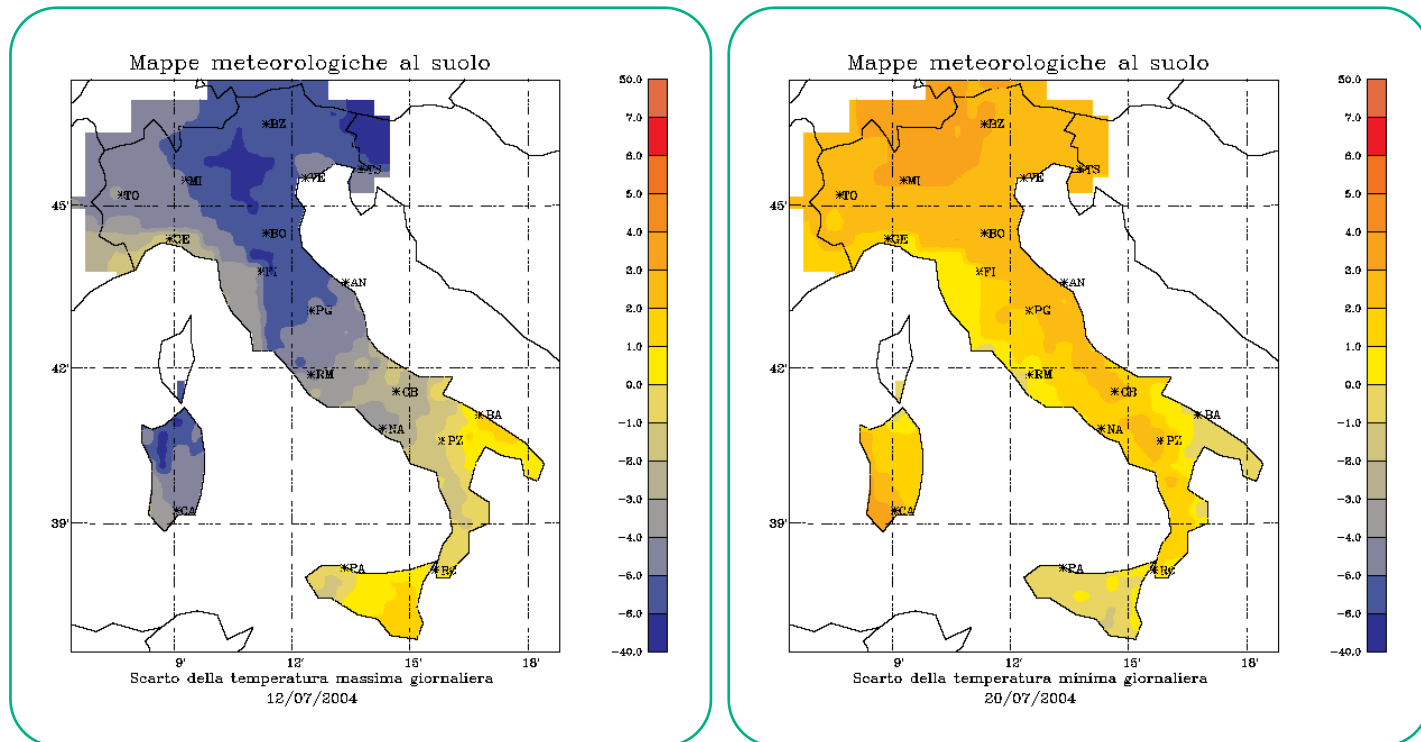 Mappe meteorologiche al suolo
50.0
7.0
6.0
5.0
4.0
3.0
2.0
1.0
0.0
-1.0
-2.0
-3.0
-4.0
-6.0
-8.0
-40.0
*BZ
*TS
*VE
*MI
*TO
*GE
*BO
*FI
*AN
*PG
*RM
*CB
*BA
*NA
*PZ
*CA
*PA
*RC
45'
42'
39'
9'
12'
15'
18'
Scarto della temperatura massima giornaliera
12/07/2004
Mappe meteorologiche al suolo
50.0
7.0
6.0
5.0
4.0
3.0
2.0
1.0
0.0
-1.0
-2.0
-3.0
-4.0
-6.0
-8.0
-40.0
*BZ
*TS
*VE
*MI
*TO
*GE
*BO
*FI
*AN
*PG
*RM
*CB
*BA
*NA
*PZ
*CA
*PA
*RC
45'
42'
39'
9'
12'
15'
18'
Scarto della temperatura minima giornaliera
20/07/2004